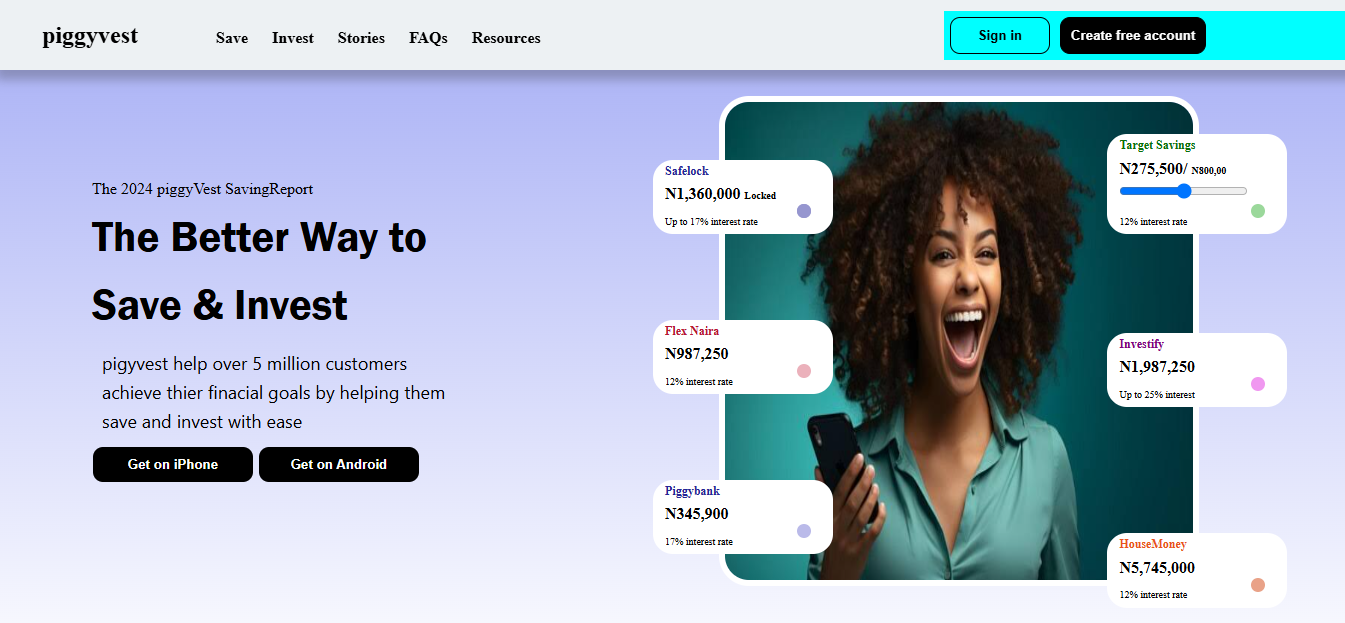 piggyvest
Save Invest Stories FAQs Resources
Sign in
Create free account
The 2024 piggyVest SavingReport
The Better Way to
Save & Invest
pigyvest help over 5 million customers
achieve thier finacial goals by helping them
save and invest with ease
Get on iPhone
Get on Android
Safelock
N1,360,000 Locked
Up to 17% interest rate
Flex Naira
N987,250
12% interest rate
Piggybank
N345,900
17% interest rate
Target Savings
N275,500/ N800,00
12% interest rate
Investify
N1,987,250
Up to 25% interest
HouseMoney
N5,745,000
12% interest rate